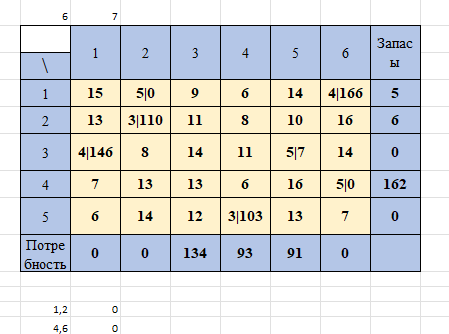 6 7
1 2 3 4 5 6 Запас
ы
\
1 15 5|0 9 6 14 4|166 5
2 13 3|110 11 8 10 16 6
3 4|146 8 14 11 5|7 14 0
4 7 13 13 6 16 5|0 162
5 6 14 12 3|103 13 7 0
Потре
бность 0 0 134 93 91 0
1,2 0
4,6 0